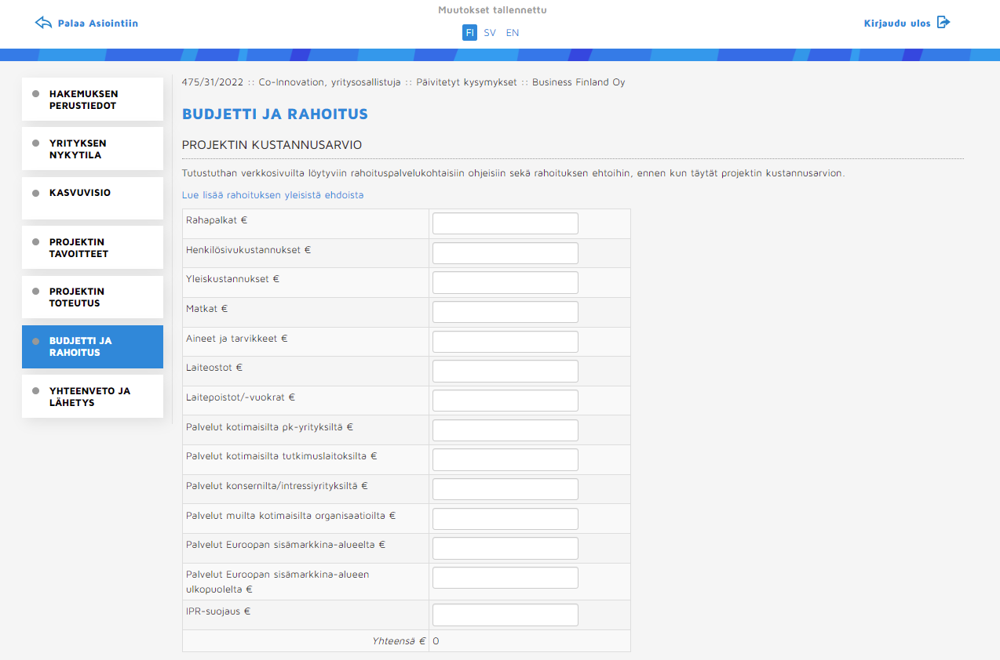 Palaa Asiointiin
Muutokset tallennettu
FI SV EN
Kirjaudu ulos
HAKEMUKSEN
PERUSTIEDOT
YRITYKSEN
NYKYTILA
KASVUVISIO
PROJEKTIN
TAVOITTEET
PROJEKTIN
TOTEUTUS
BUDJETTI JA
RAHOITUS
YHTEENVETO JA
LÄHETYS
475/31/2022 :: Co-Innovation, yritysosallistuja :: Päivitetyt kysymykset :: Business Finland Oy
BUDJETTI JA RAHOITUS
PROJEKTIN KUSTANNUSARVIO
Tutustuthan verkkosivuilta löytyviin rahoituspalvelukohtaisiin ohjeisiin sekä rahoituksen ehtoihin, ennen kun täytät projektin kustannusarvion.
Lue lisää rahoituksen yleisistä ehdoista
Rahapalkat €
Henkilösivukustannukset €
Yleiskustannukset €
Matkat €
Aineet ja tarvikkeet €
Laiteostot €
Laitepoistot/-vuokrat €
Palvelut kotimaisilta pk-yrityksiltä €
Palvelut kotimaisilta tutkimuslaitoksilta €
Palvelut konsernilta/intressiyrityksiltä €
Palvelut muilta kotimaisilta organisaatioilta €
Palvelut Euroopan sisämarkkina-alueelta €
Palvelut Euroopan sisämarkkina-alueen
ulkopuolelta €
IPR-suojaus €
Yhteensä € 0